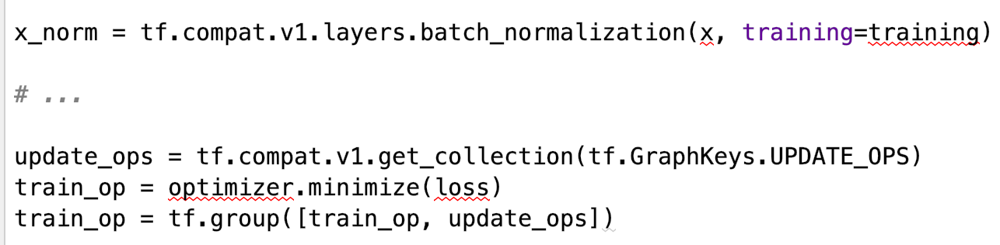 x_norm = tf.compat.v1.layers.batch_normalization(x, training=training)
# ...
update_ops = tf.compat.v1.get_collection(tf.GraphKeys.UPDATE_OPS)
train_op = optimizer.minimize(loss)
train_op = tf.group([train_op, update_ops])